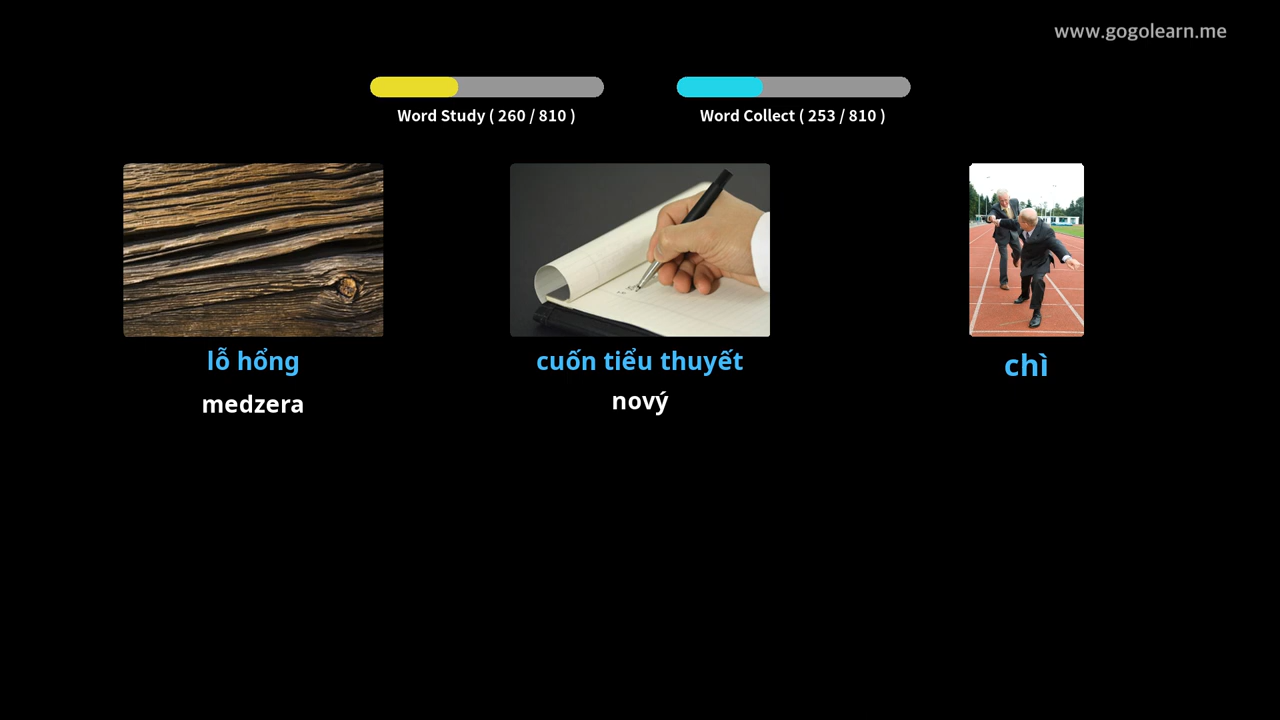 www.gogolearn.me
Word Study ( 260 / 810 )
Word Collect ( 253 / 810 )
lỗ hổng
cuốn tiểu thuyết
chì
medzera
nový